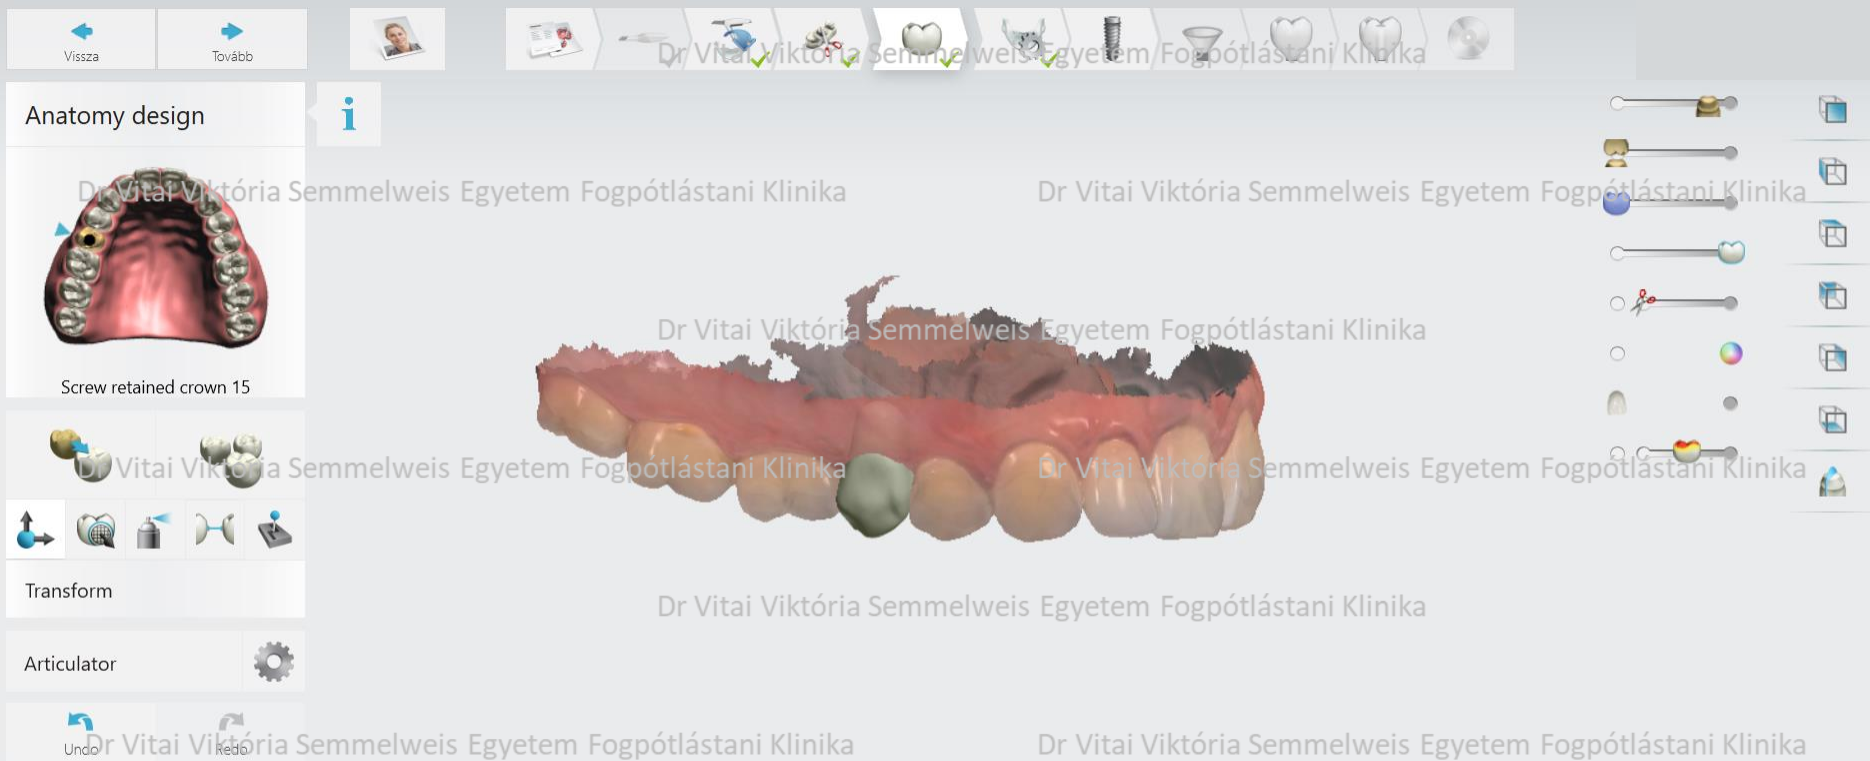 Vissza
Tovább
Dr Vitai Viktória Semmelweis Egyetem Fogpótlástani Klinika
Anatomy design
i
Dr Vitai Viktória Semmelweis Egyetem Fogpótlástani Klinika
Dr Vitai Viktória Semmelweis Egyetem Fogpótlástani Klinika
Dr Vitai Viktória Semmelweis Egyetem Fogpótlástani Klinika
Screw retained crown 15
Dr Vitai Viktória Semmelweis Egyetem Fogpótlástani Klinika
Dr Vitai Viktória Semmelweis Egyetem Fogpótlástani Klinika
Transform
Dr Vitai Viktória Semmelweis Egyetem Fogpótlástani Klinika
Articulator
Undo
Redo
Dr Vitai Viktória Semmelweis Egyetem Fogpótlástani Klinika
Dr Vitai Viktória Semmelweis Egyetem Fogpótlástani Klinika